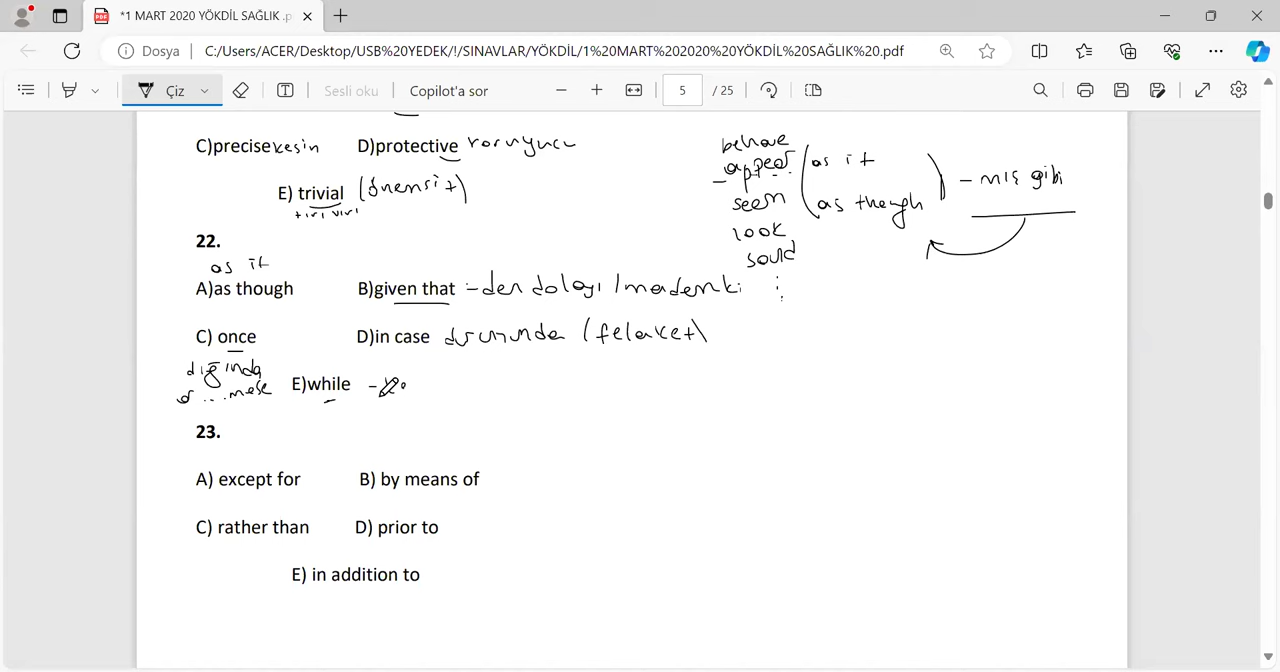 *1 MART 2020 YÖKDİL SAĞLIK .p
Dosya C:/Users/ACER/Desktop/USB%20YEDEK/!/SINAVLAR/YÖKDİL/1%20MART%202020%20YÖKDİL%20SAĞLIK%20.pdf
Çiz Sesli oku Copilot'a sor 5 / 25
C)precise kesin D)protective koruyucu
E) trivial (önemsiz)
behave
appear
seem
look
sound
as if
as though
-mış gibi
22.
as if
A)as though B)given that -den dolayı / mademki
C) once D)in case durumunda (felaket)
dığında
E)while
23.
A) except for B) by means of
C) rather than D) prior to
E) in addition to